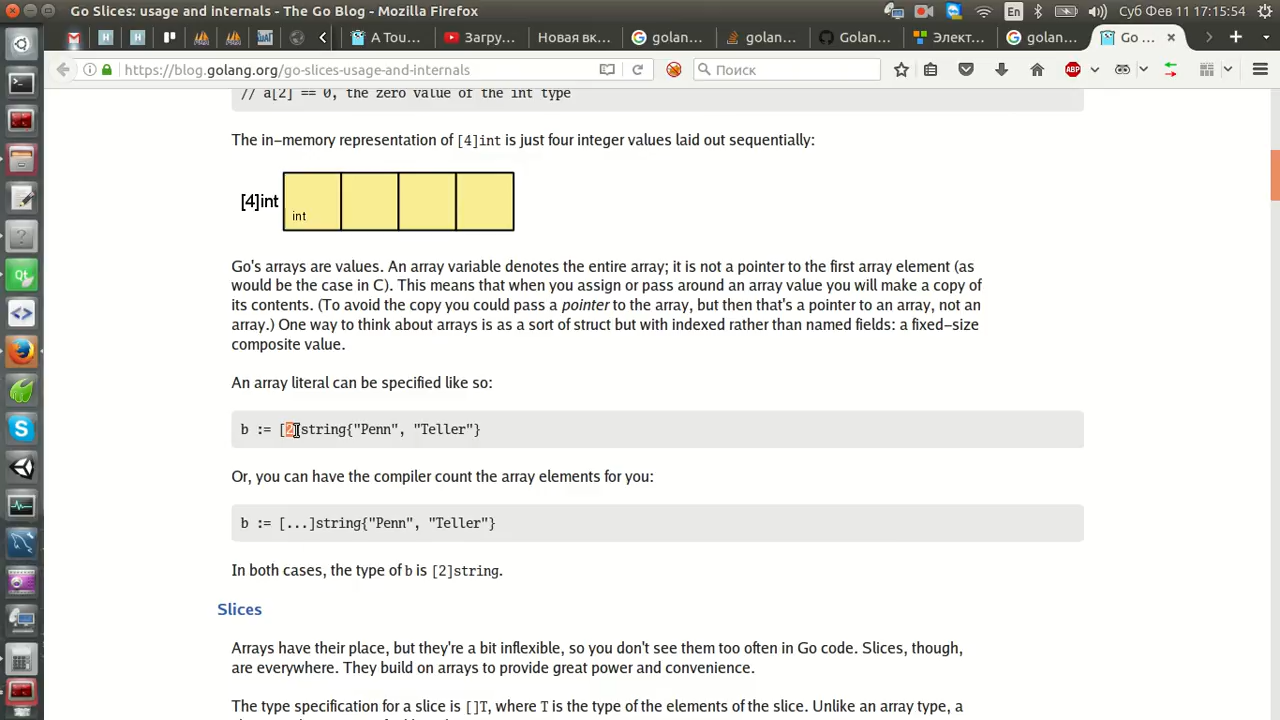 Go Slices: usage and internals - The Go Blog - Mozilla Firefox
En
Суб Фев 11 17:15:54
A Tou
Загру
Новая вк
golan
golan
Golan
Элект
golan
Go ...
https://blog.golang.org/go-slices-usage-and-internals
Поиск
ABP
// a[2] == 0, the zero value of the int type
The in-memory representation of [4]int is just four integer values laid out sequentially:
[4]int
int
Go's arrays are values. An array variable denotes the entire array; it is not a pointer to the first array element (as
would be the case in C). This means that when you assign or pass around an array value you will make a copy of
its contents. (To avoid the copy you could pass a pointer to the array, but then that's a pointer to an array, not an
array.) One way to think about arrays is as a sort of struct but with indexed rather than named fields: a fixed-size
composite value.
An array literal can be specified like so:
b := [2]string{"Penn", "Teller"}
Or, you can have the compiler count the array elements for you:
b := [...]string{"Penn", "Teller"}
In both cases, the type of b is [2]string.
Slices
Arrays have their place, but they're a bit inflexible, so you don't see them too often in Go code. Slices, though,
are everywhere. They build on arrays to provide great power and convenience.
The type specification for a slice is []T, where T is the type of the elements of the slice. Unlike an array type, a